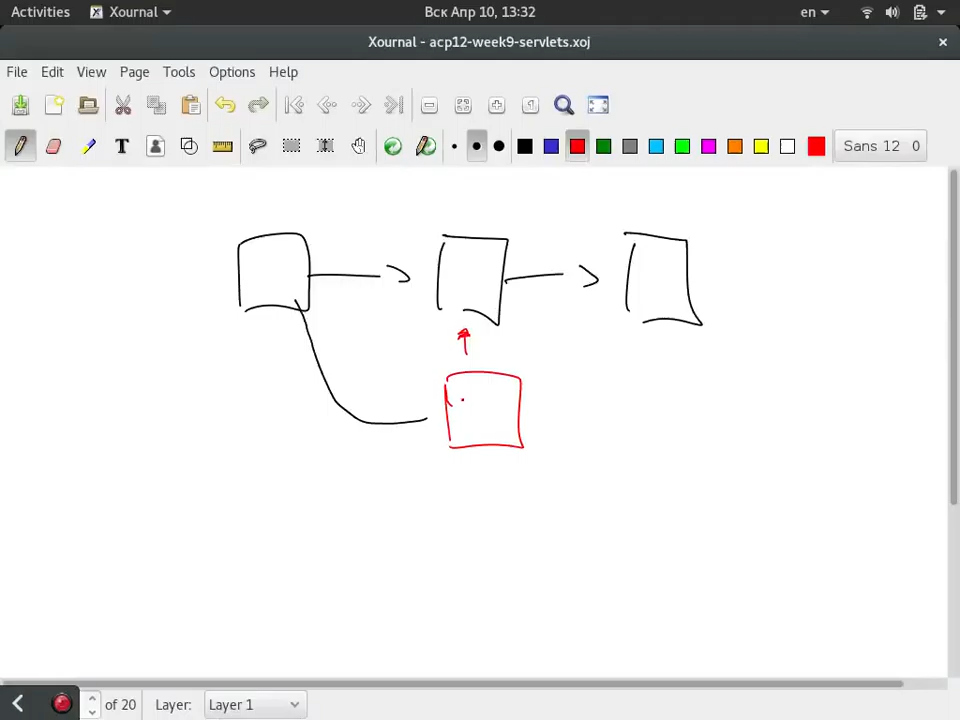 Activities Xournal Вск Апр 10, 13:32 en
Xournal - acp12-week9-servlets.xoj ×
File Edit View Page Tools Options Help
T Sans 12 0
of 20 Layer: Layer 1